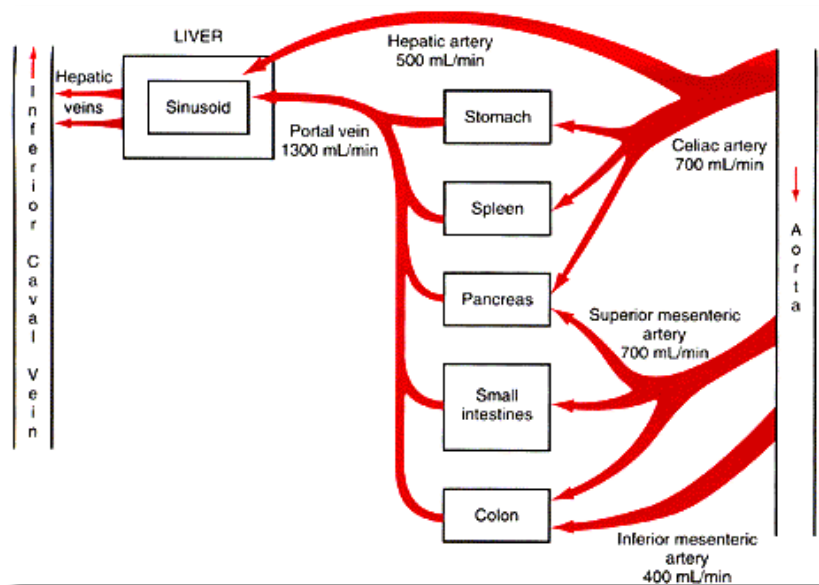 LIVER
Sinusoid
Hepatic
veins
Inferior Caval Vein
Hepatic artery
500 mL/min
Portal vein
1300 mL/min
Stomach
Spleen
Pancreas
Small
intestines
Colon
Celiac artery
700 mL/min
Superior mesenteric
artery
700 mL/min
Inferior mesenteric
artery
400 mL/min
Aorta